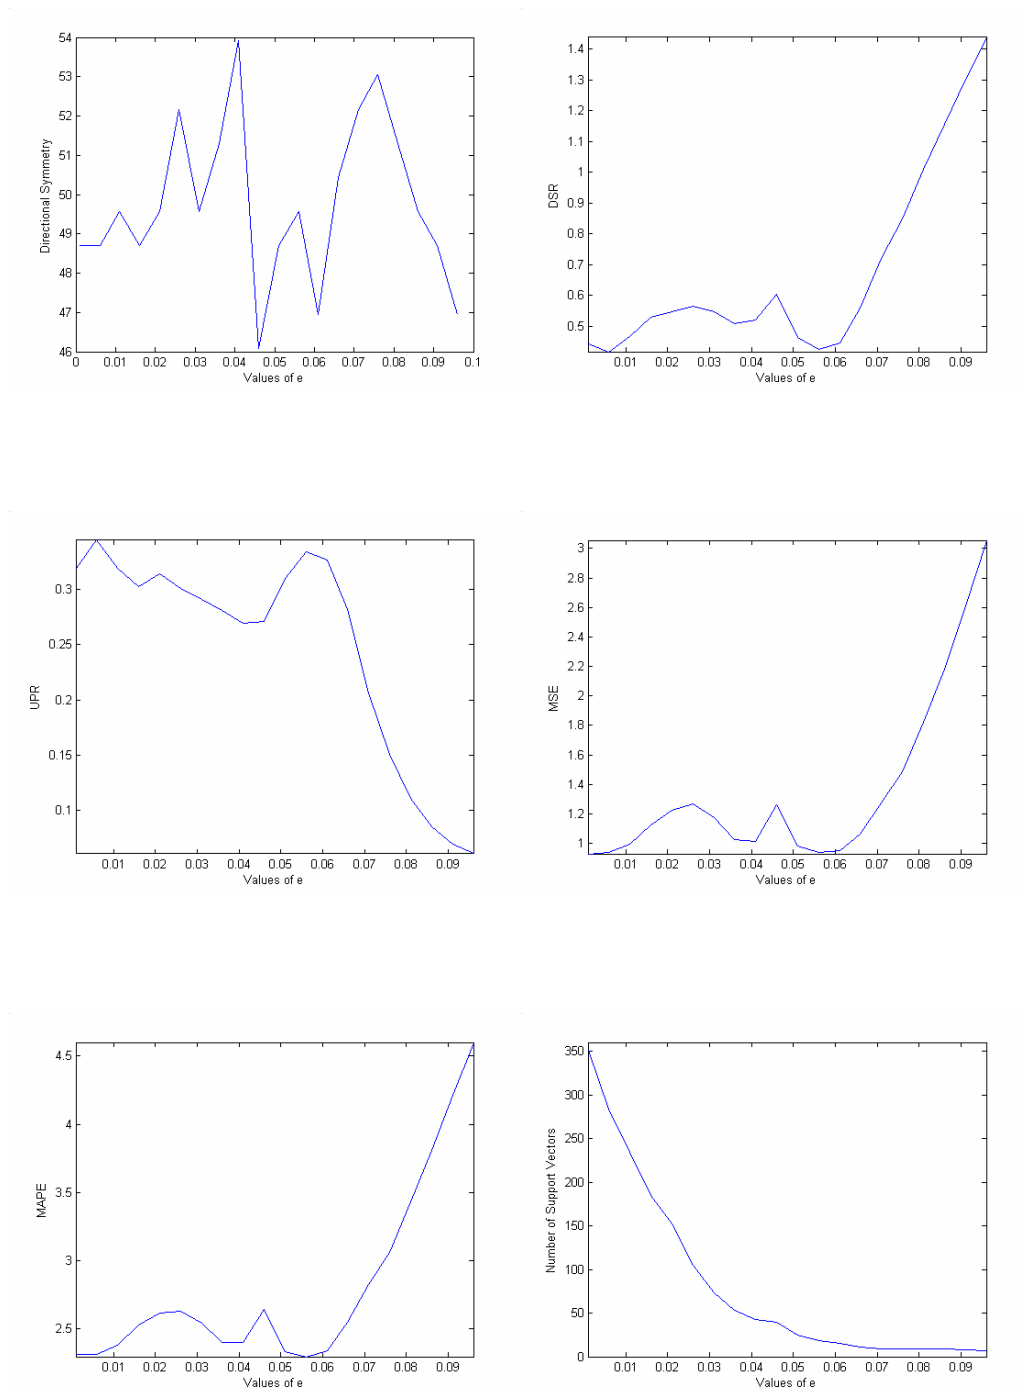 54
53
52
51
50
49
48
47
46
Directional Symmetry
0 0.01 0.02 0.03 0.04 0.05 0.06 0.07 0.08 0.09 0.1
Values of e
1.4
1.3
1.2
1.1
1
0.9
0.8
0.7
0.6
0.5
DSR
0.01 0.02 0.03 0.04 0.05 0.06 0.07 0.08 0.09
Values of e
0.3
0.25
0.2
0.15
0.1
UPR
0.01 0.02 0.03 0.04 0.05 0.06 0.07 0.08 0.09
Values of e
3
2.8
2.6
2.4
2.2
2
1.8
1.6
1.4
1.2
1
MSE
0.01 0.02 0.03 0.04 0.05 0.06 0.07 0.08 0.09
Values of e
4.5
4
3.5
3
2.5
MAPE
0.01 0.02 0.03 0.04 0.05 0.06 0.07 0.08 0.09
Values of e
350
300
250
200
150
100
50
0
Number of Support Vectors
0.01 0.02 0.03 0.04 0.05 0.06 0.07 0.08 0.09
Values of e